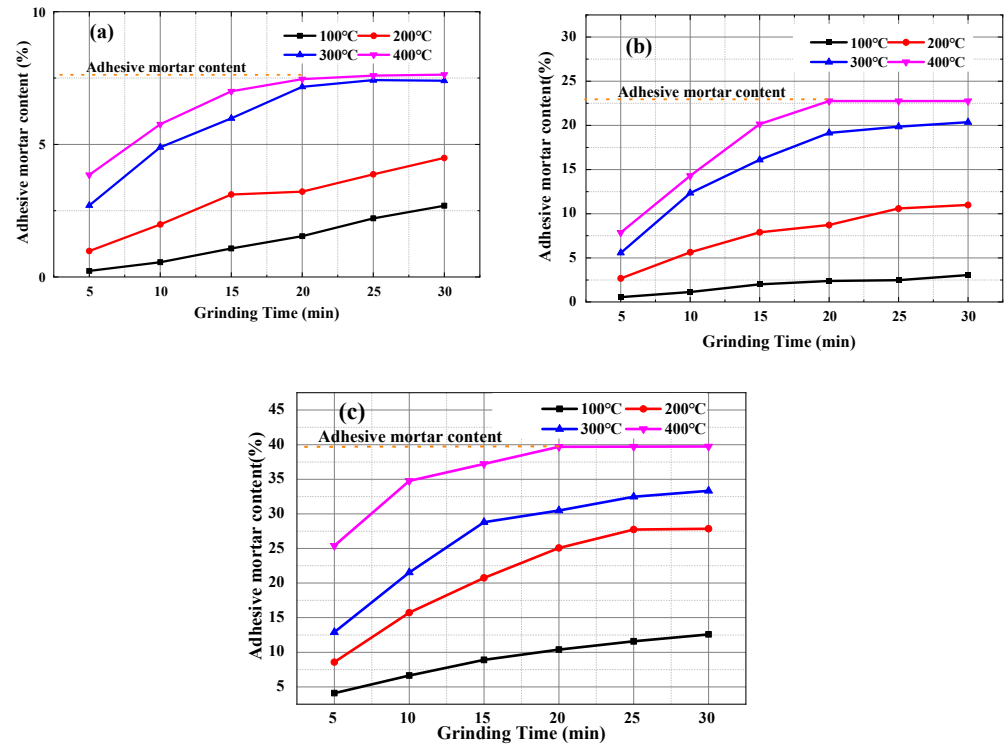 (a)
100℃ 200℃
300℃ 400℃
Adhesive mortar content
Adhesive mortar content (%)
10
5
0
5 10 15 20 25 30
Grinding Time (min)
(b)
100℃ 200℃
300℃ 400℃
Adhesive mortar content
Adhesive mortar content(%)
30
25
20
15
10
5
0
5 10 15 20 25 30
Grinding Time (min)
(c)
100℃ 200℃
300℃ 400℃
Adhesive mortar content
Adhesive mortar content(%)
45
40
35
30
25
20
15
10
5
5 10 15 20 25 30
Grinding Time (min)